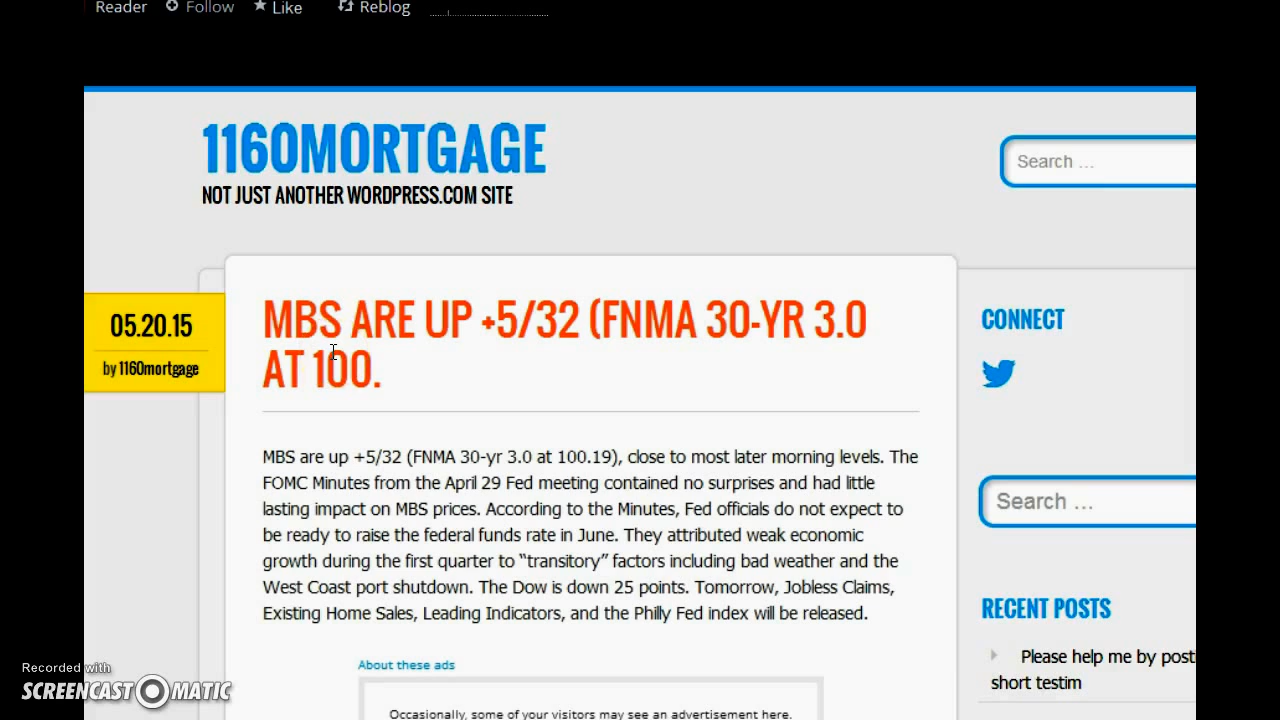 Reader Follow Like Reblog
1160MORTGAGE
NOT JUST ANOTHER WORDPRESS.COM SITE
Search ...
05.20.15
by 1160mortgage
MBS ARE UP +5/32 (FNMA 30-YR 3.0
AT 100.
MBS are up +5/32 (FNMA 30-yr 3.0 at 100.19), close to most later morning levels. The
FOMC Minutes from the April 29 Fed meeting contained no surprises and had little
lasting impact on MBS prices. According to the Minutes, Fed officials do not expect to
be ready to raise the federal funds rate in June. They attributed weak economic
growth during the first quarter to “transitory” factors including bad weather and the
West Coast port shutdown. The Dow is down 25 points. Tomorrow, Jobless Claims,
Existing Home Sales, Leading Indicators, and the Philly Fed index will be released.
About these ads
Occasionally, some of your visitors may see an advertisement here.
CONNECT
Search ...
RECENT POSTS
Please help me by post
short testim
Recorded with
SCREENCAST MATIC